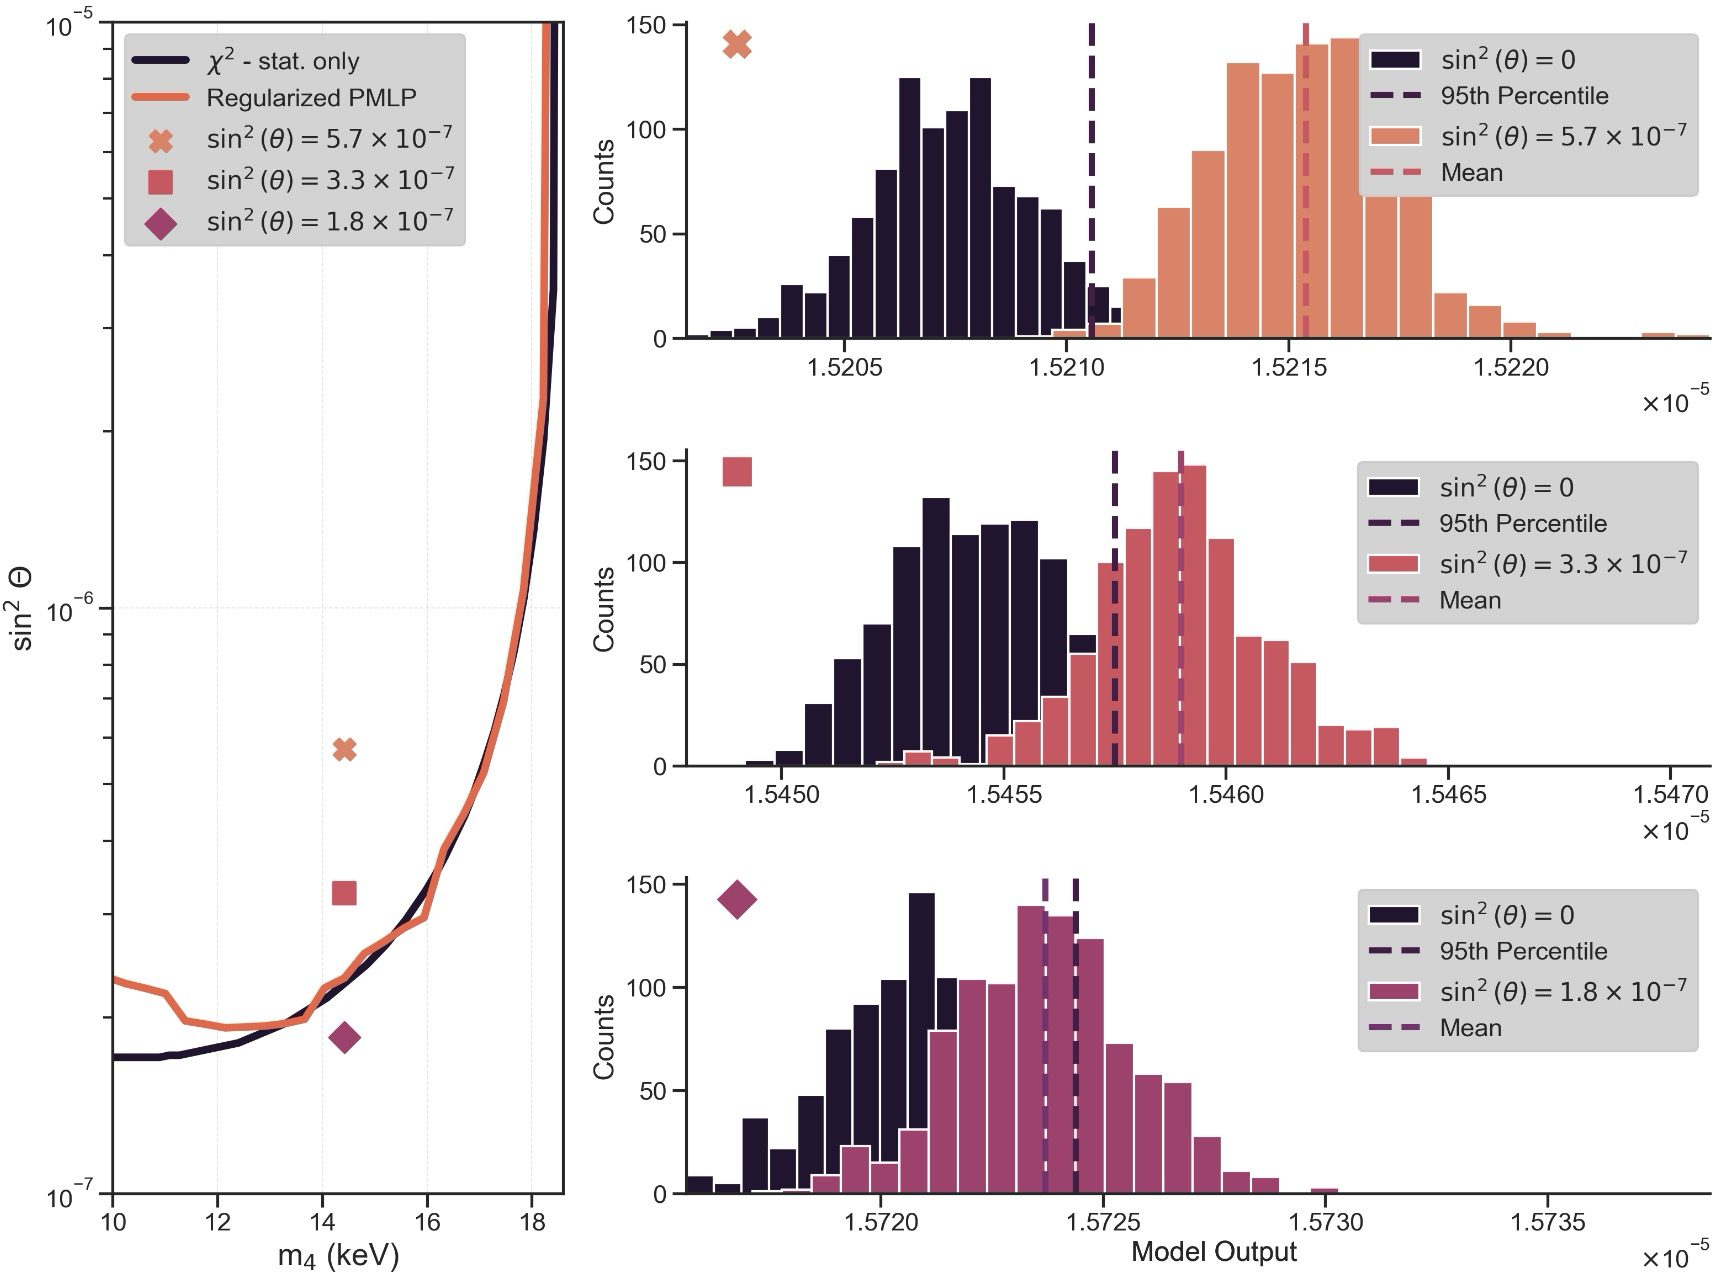 10⁻⁵
10⁻⁶
10⁻⁷
sin² Θ
χ² - stat. only
Regularized PMLP
sin² (θ) = 5.7 × 10⁻⁷
sin² (θ) = 3.3 × 10⁻⁷
sin² (θ) = 1.8 × 10⁻⁷
10 12 14 16 18
m₄ (keV)
150
100
50
0
Counts
sin² (θ) = 0
95th Percentile
sin² (θ) = 5.7 × 10⁻⁷
Mean
1.5205 1.5210 1.5215 1.5220
×10⁻⁵
150
100
50
0
Counts
sin² (θ) = 0
95th Percentile
sin² (θ) = 3.3 × 10⁻⁷
Mean
1.5450 1.5455 1.5460 1.5465 1.5470
×10⁻⁵
150
100
50
0
Counts
sin² (θ) = 0
95th Percentile
sin² (θ) = 1.8 × 10⁻⁷
Mean
1.5720 1.5725 1.5730 1.5735
Model Output
×10⁻⁵